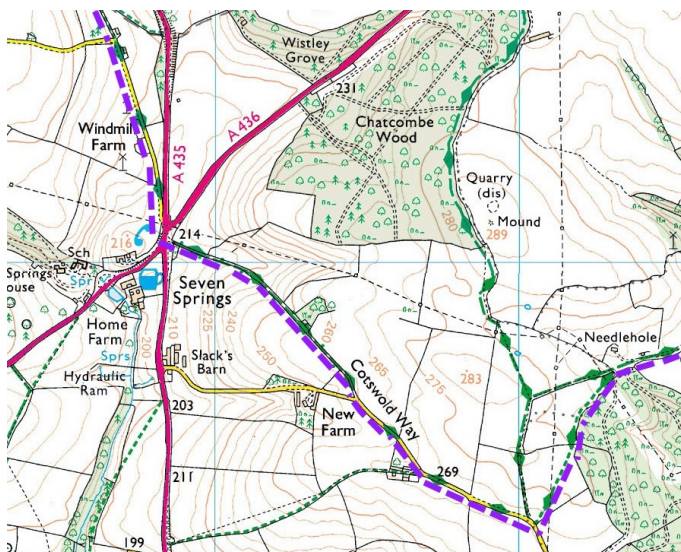 Wistley
Grove
231
Chatcombe
Wood
Windmill
Farm
A 435
A 436
Quarry
(dis)
Mound
280
289
216
214
Sch
Springs
ouse
Spr
Seven
Springs
Home
Farm
Sprs
Hydraulic
Ram
200
210
225
240
250
260
265
275
283
Slack's
Barn
203
New
Farm
Cotswold Way
Needlehole
269
211
199